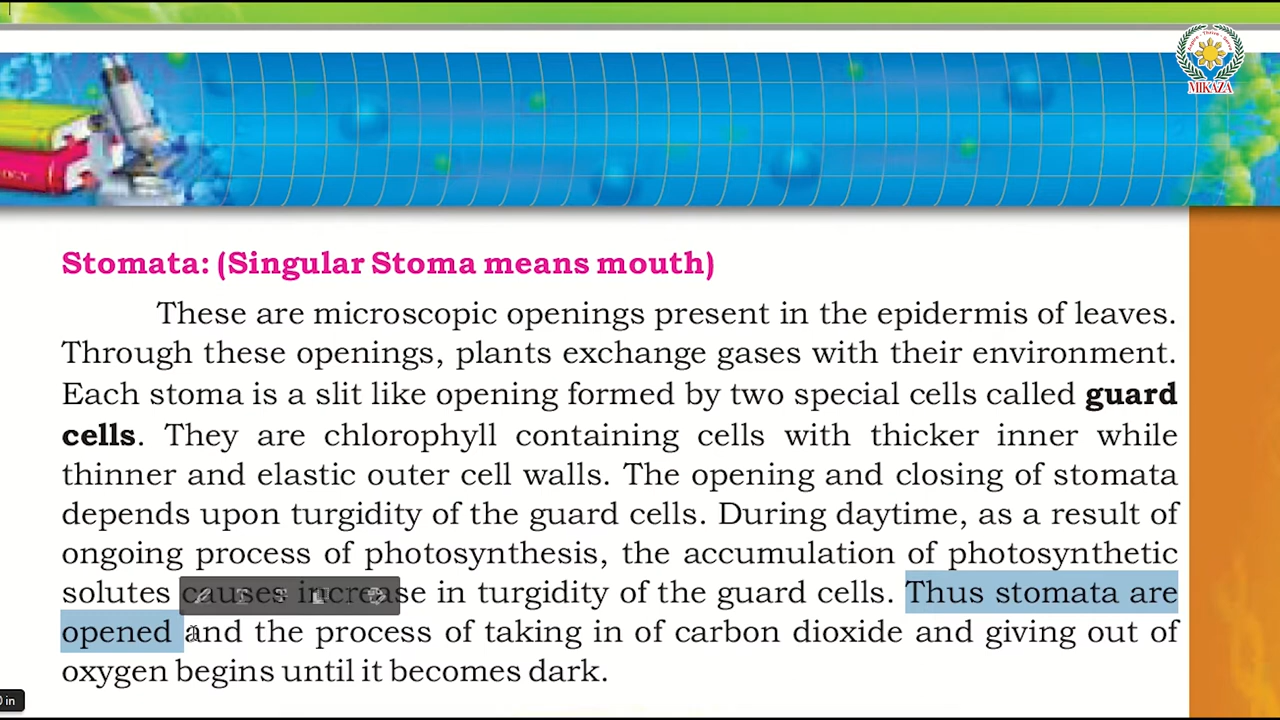 MIKAZA
Stomata: (Singular Stoma means mouth)
These are microscopic openings present in the epidermis of leaves.
Through these openings, plants exchange gases with their environment.
Each stoma is a slit like opening formed by two special cells called guard
cells. They are chlorophyll containing cells with thicker inner while
thinner and elastic outer cell walls. The opening and closing of stomata
depends upon turgidity of the guard cells. During daytime, as a result of
ongoing process of photosynthesis, the accumulation of photosynthetic
solutes causes increase in turgidity of the guard cells. Thus stomata are
opened and the process of taking in of carbon dioxide and giving out of
oxygen begins until it becomes dark.
in